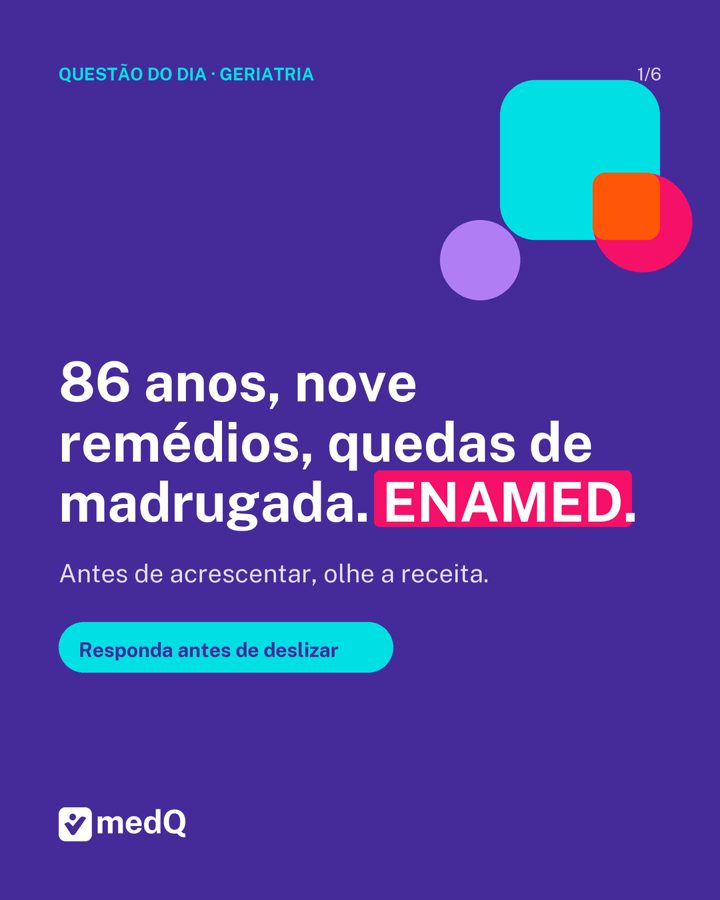 QUESTÃO DO DIA · GERIATRIA
1/6
86 anos, nove
remédios, quedas de
madrugada. ENAMED.
Antes de acrescentar, olhe a receita.
Responda antes de deslizar
medQ